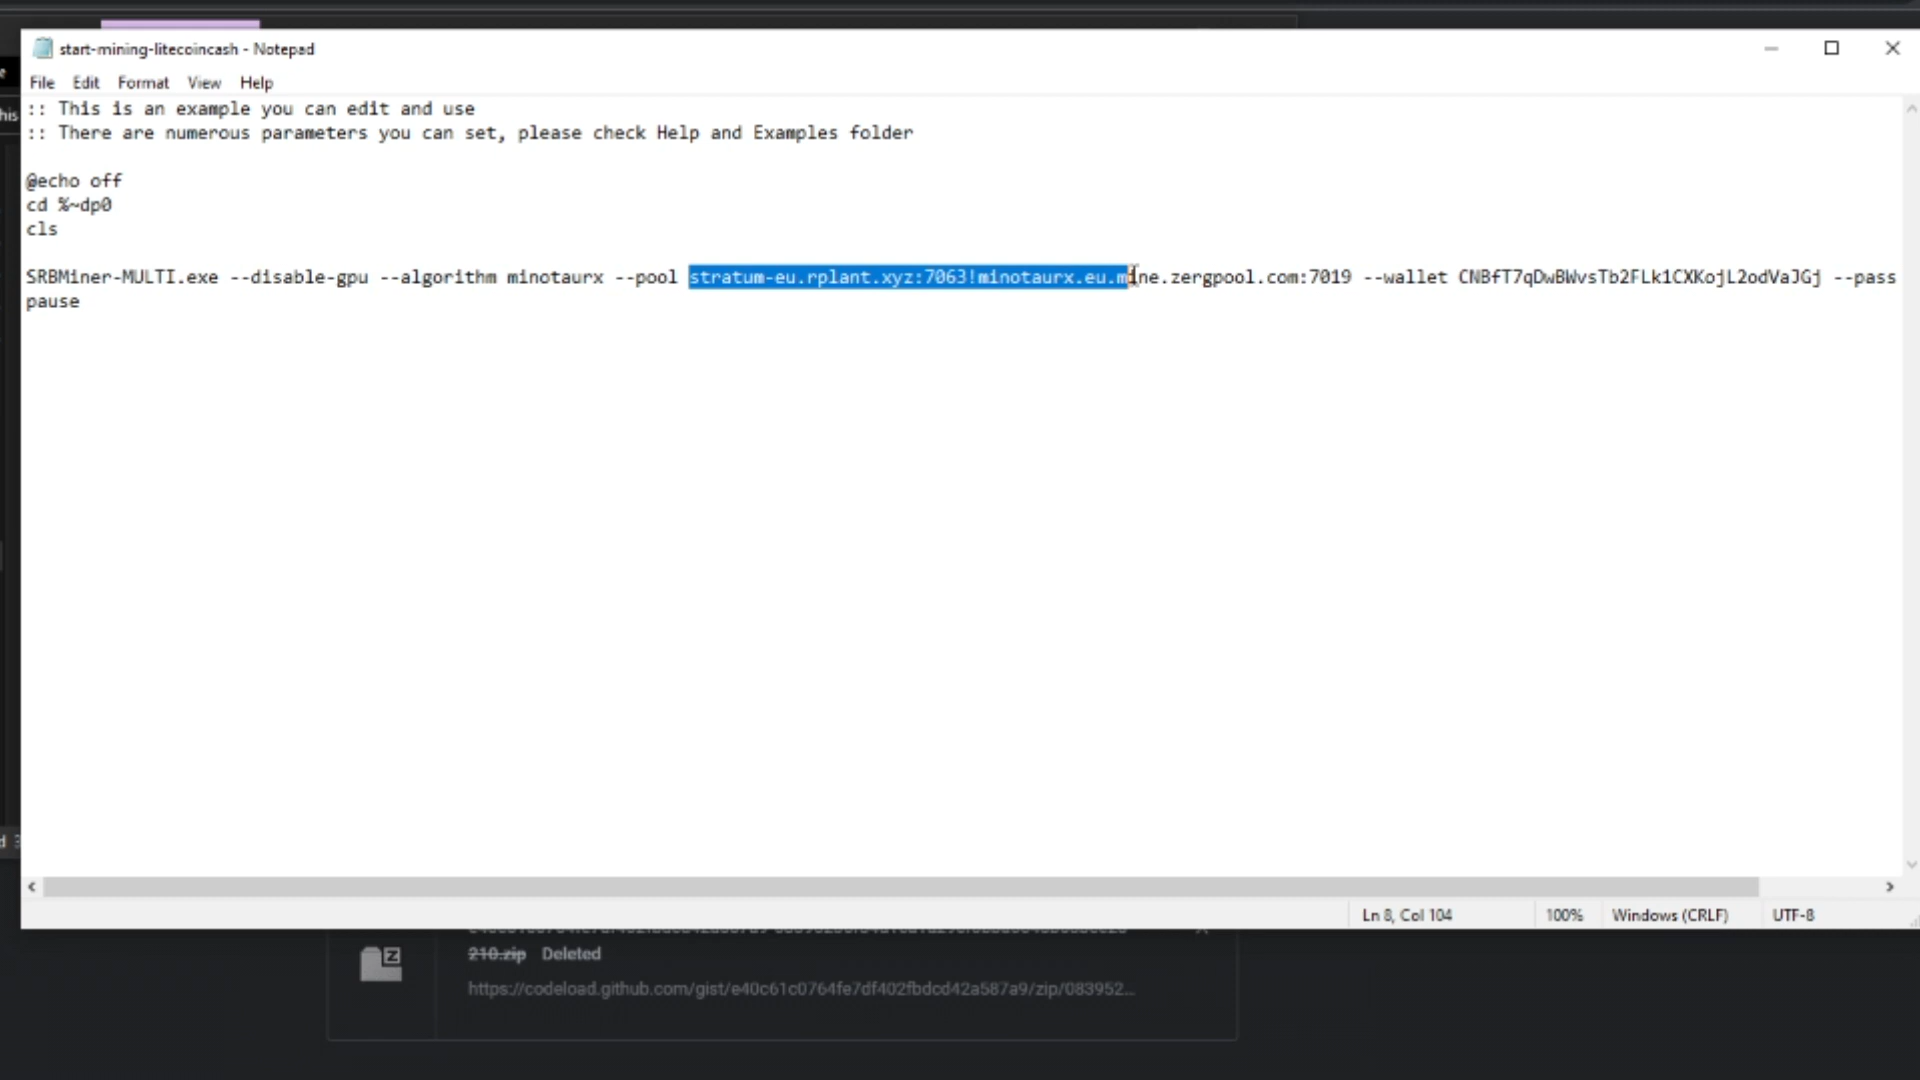 start-mining-litecoincash - Notepad
File Edit Format View Help
:: This is an example you can edit and use
:: There are numerous parameters you can set, please check Help and Examples folder
@echo off
cd %~dp0
cls
SRBMiner-MULTI.exe --disable-gpu --algorithm minotaurx --pool stratum-eu.rplant.xyz:7063!minotaurx.eu.mine.zergpool.com:7019 --wallet CNBfT7qDwBWvsTb2FLk1CXKojL2odVaJGj --pass
pause
Ln 8, Col 104 100% Windows (CRLF) UTF-8
210.zip Deleted
https://codeload.github.com/gist/e40c61c0764fe7df402fbdcd42a587a9/zip/083952...